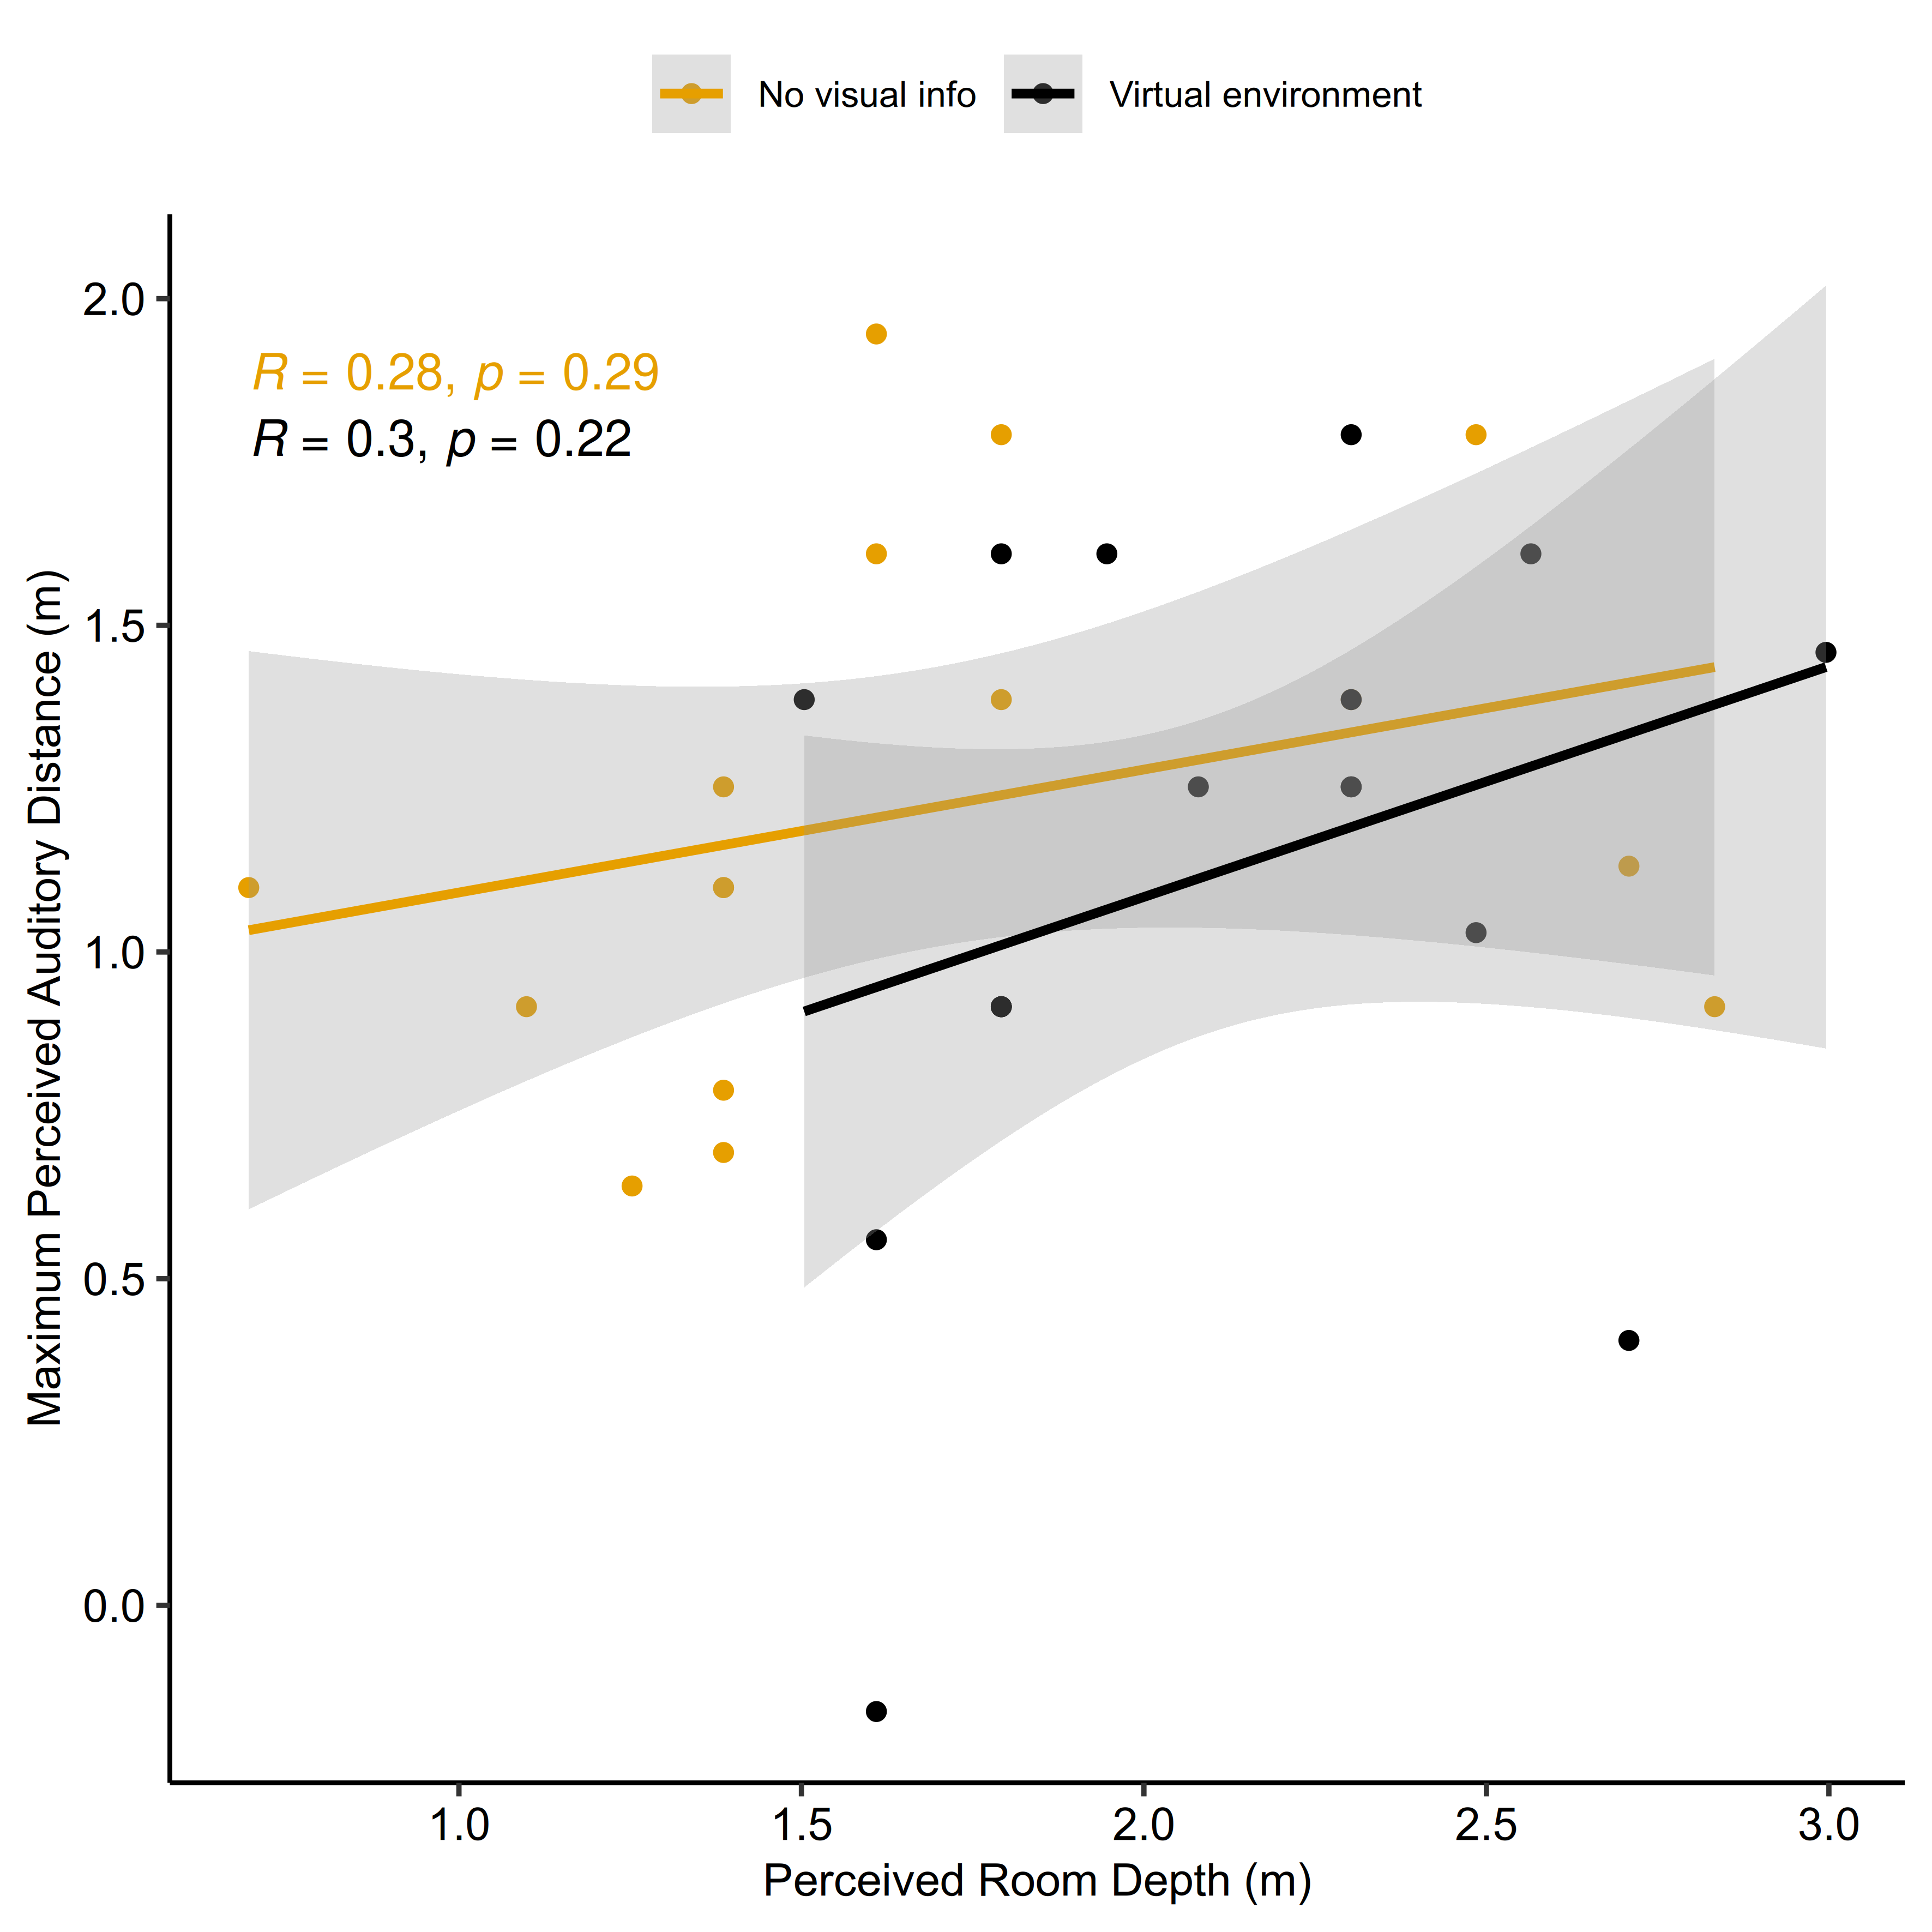 No visual info Virtual environment
R = 0.28, p = 0.29
R = 0.3, p = 0.22
Maximum Perceived Auditory Distance (m)
2.0
1.5
1.0
0.5
0.0
1.0 1.5 2.0 2.5 3.0
Perceived Room Depth (m)